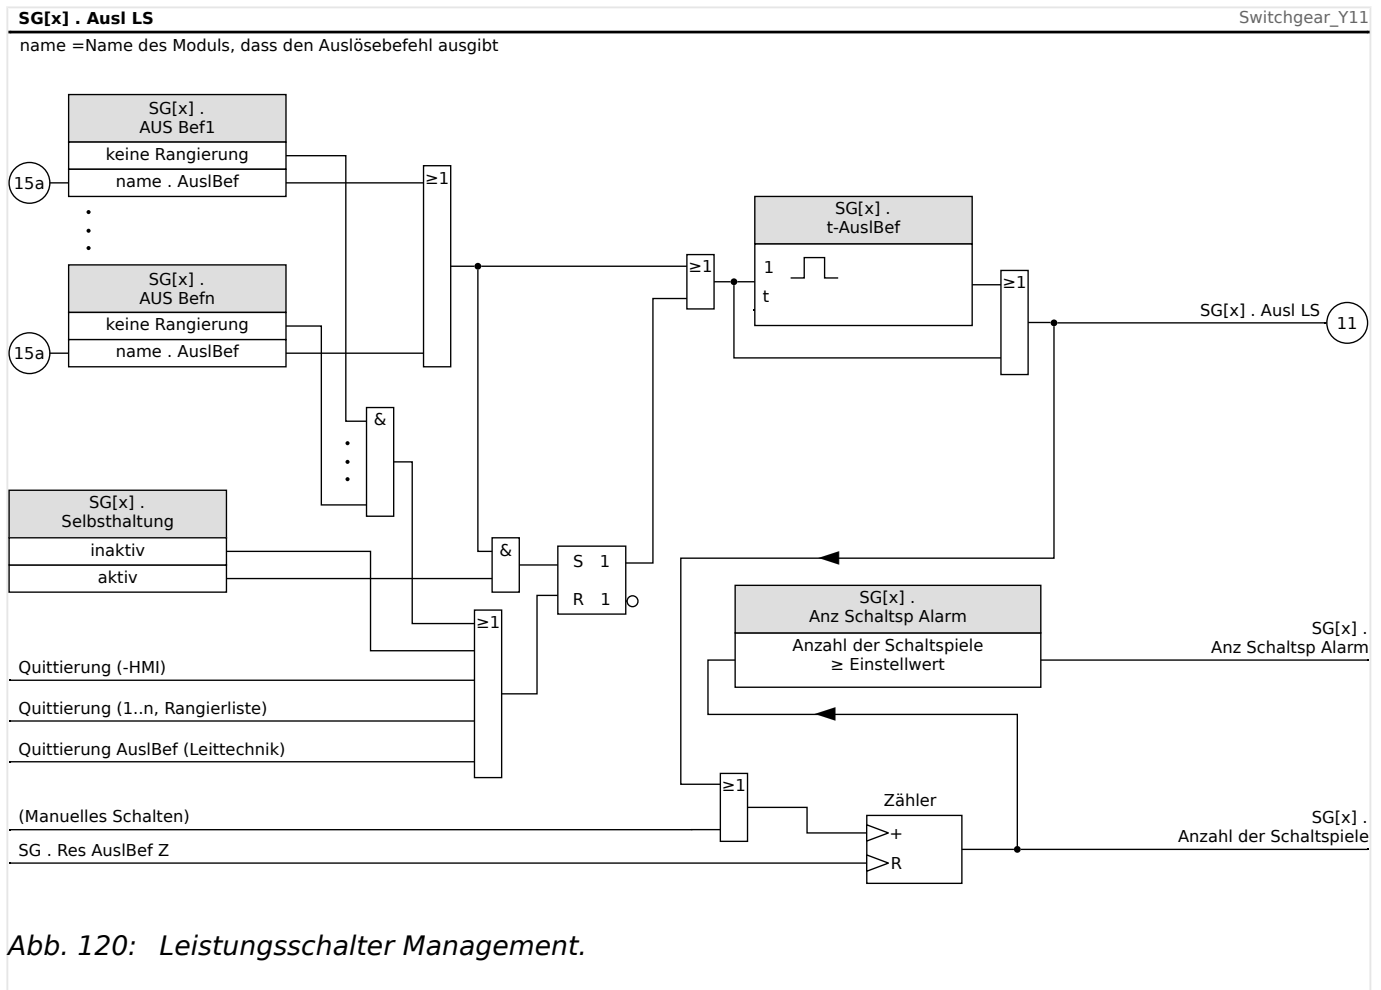 SG[x] . Ausl LS
Switchgear_Y11
name =Name des Moduls, dass den Auslösebefehl ausgibt
SG[x] .
AUS Bef1
keine Rangierung
15a
name . AuslBef
≥1
SG[x] .
t-AuslBef
1
t
SG[x] .
AUS Befn
keine Rangierung
15a
name . AuslBef
≥1
≥1
SG[x] . Ausl LS
11
&
SG[x] .
Selbsthaltung
inaktiv
aktiv
&
S 1
R 1
≥1
SG[x] .
Anz Schaltsp Alarm
Anzahl der Schaltspiele
≥ Einstellwert
SG[x] .
Anz Schaltsp Alarm
Quittierung (-HMI)
Quittierung (1..n, Rangierliste)
Quittierung AuslBef (Leittechnik)
≥1
(Manuelles Schalten)
Zähler
+
R
SG[x] .
Anzahl der Schaltspiele
SG . Res AuslBef Z
Abb. 120: Leistungsschalter Management.